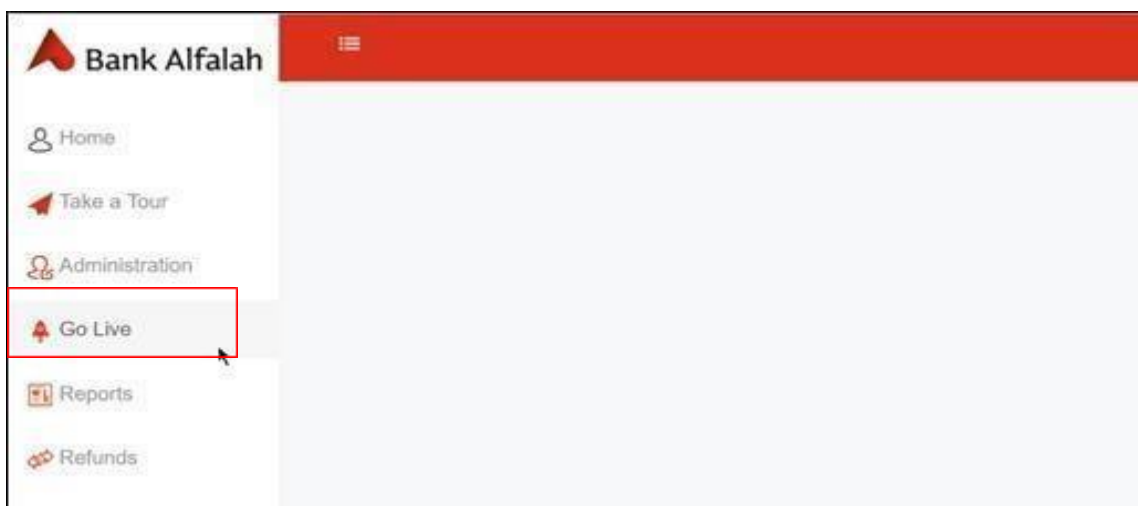 Bank Alfalah
Home
Take a Tour
Administration
Go Live
Reports
Refunds